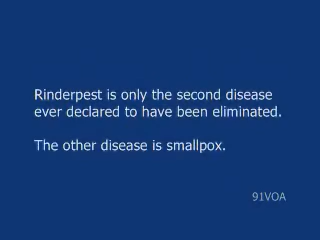 Rinderpest is only the second disease
ever declared to have been eliminated.
The other disease is smallpox.
91VOA